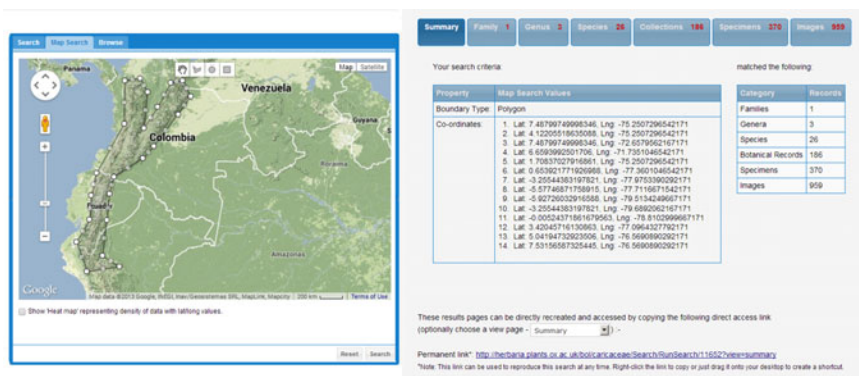 Search Map Search Browse
Panama
Map Satellite
Venezuela
Guyana
Colombia
Roraima
Ecuador
Amazonas
Google
Map data ©2013 Google, INEGI, Inav/Geosistemas SRL, MapLink, Mapcity 200 km Terms of Use
Show 'Heat map' representing density of data with lat/long values.
Reset Search
Summary Family 1 Genus 3 Species 26 Collections 186 Specimens 370 Images 959
Your search criteria:
matched the following:
Property Map Search Values
Boundary Type: Polygon
Co-ordinates:
1. Lat: 7.48799749998346, Lng: -75.2507296542171
2. Lat: 4.12205518635088, Lng: -75.2507296542171
3. Lat: 7.48799749998346, Lng: -72.6579562167171
4. Lat: 6.6593992501706, Lng: -71.7351046542171
5. Lat: 1.70837027916861, Lng: -75.2507296542171
6. Lat: 0.653921771926988, Lng: -77.3601046542171
7. Lat: -3.25544383197821, Lng: -77.9753390292171
8. Lat: -5.57746871758915, Lng: -77.7116671542171
9. Lat: -5.92726032916588, Lng: -79.5134249667171
10. Lat: -3.25544383197821, Lng: -79.6892062167171
11. Lat: -0.00524371861679563, Lng: -78.8102999667171
12. Lat: 3.42045716130863, Lng: -77.0964327792171
13. Lat: 5.04194732923506, Lng: -76.5690890292171
14. Lat: 7.53156587325445, Lng: -76.5690890292171
Category Records
Families 1
Genera 3
Species 26
Botanical Records 186
Specimens 370
Images 959
These results pages can be directly recreated and accessed by copying the following direct access link
(optionally choose a view page - Summary ) :-
Permanent link*: http://herbaria.plants.ox.ac.uk/bol/caricaceae/Search/RunSearch/11652?view=summary
*Note: This link can be used to reproduce this search at any time. Right-click the link to copy or just drag it onto your desktop to create a shortcut.